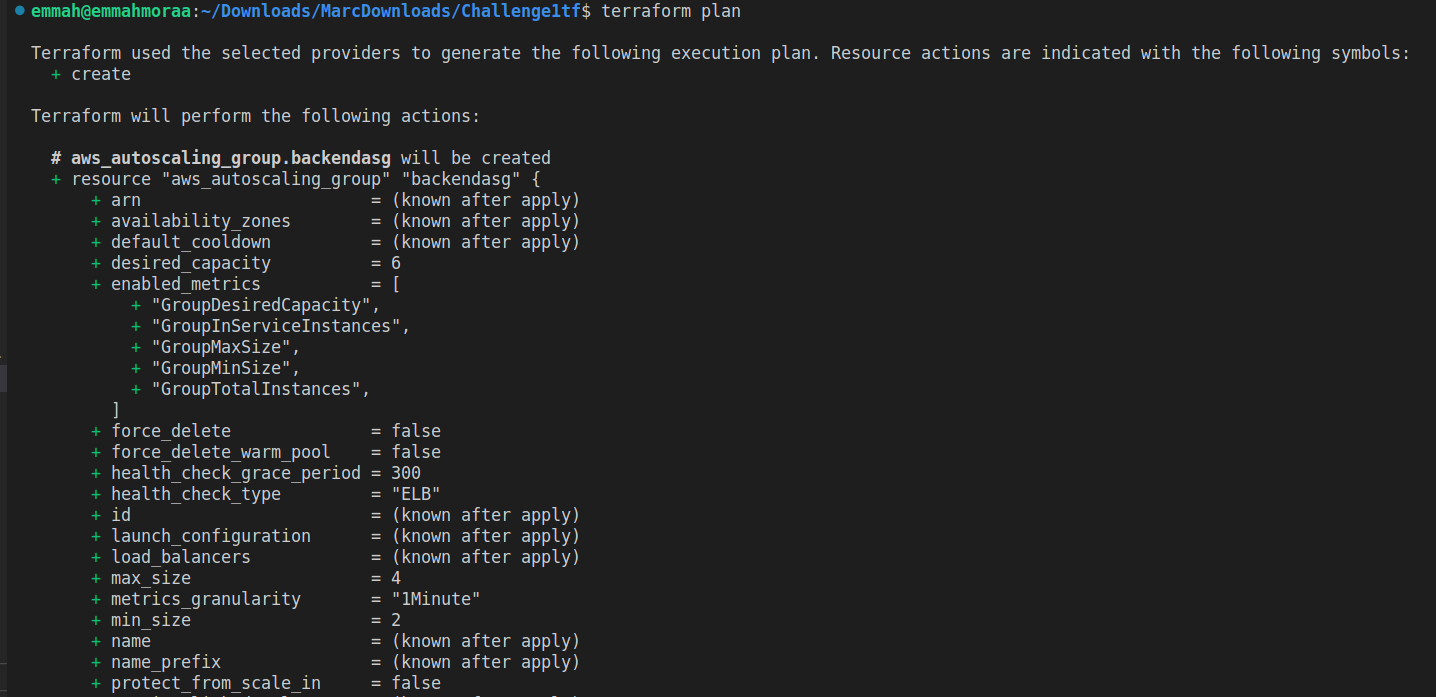 emmah@emmahmoraa:~/Downloads/MarcDownloads/Challenge1tf$ terraform plan
Terraform used the selected providers to generate the following execution plan. Resource actions are indicated with the following symbols:
+ create
Terraform will perform the following actions:
# aws_autoscaling_group.backendasg will be created
+ resource "aws_autoscaling_group" "backendasg" {
+ arn = (known after apply)
+ availability_zones = (known after apply)
+ default_cooldown = (known after apply)
+ desired_capacity = 6
+ enabled_metrics = [
+ "GroupDesiredCapacity",
+ "GroupInServiceInstances",
+ "GroupMaxSize",
+ "GroupMinSize",
+ "GroupTotalInstances",
]
+ force_delete = false
+ force_delete_warm_pool = false
+ health_check_grace_period = 300
+ health_check_type = "ELB"
+ id = (known after apply)
+ launch_configuration = (known after apply)
+ load_balancers = (known after apply)
+ max_size = 4
+ metrics_granularity = "1Minute"
+ min_size = 2
+ name = (known after apply)
+ name_prefix = (known after apply)
+ protect_from_scale_in = false